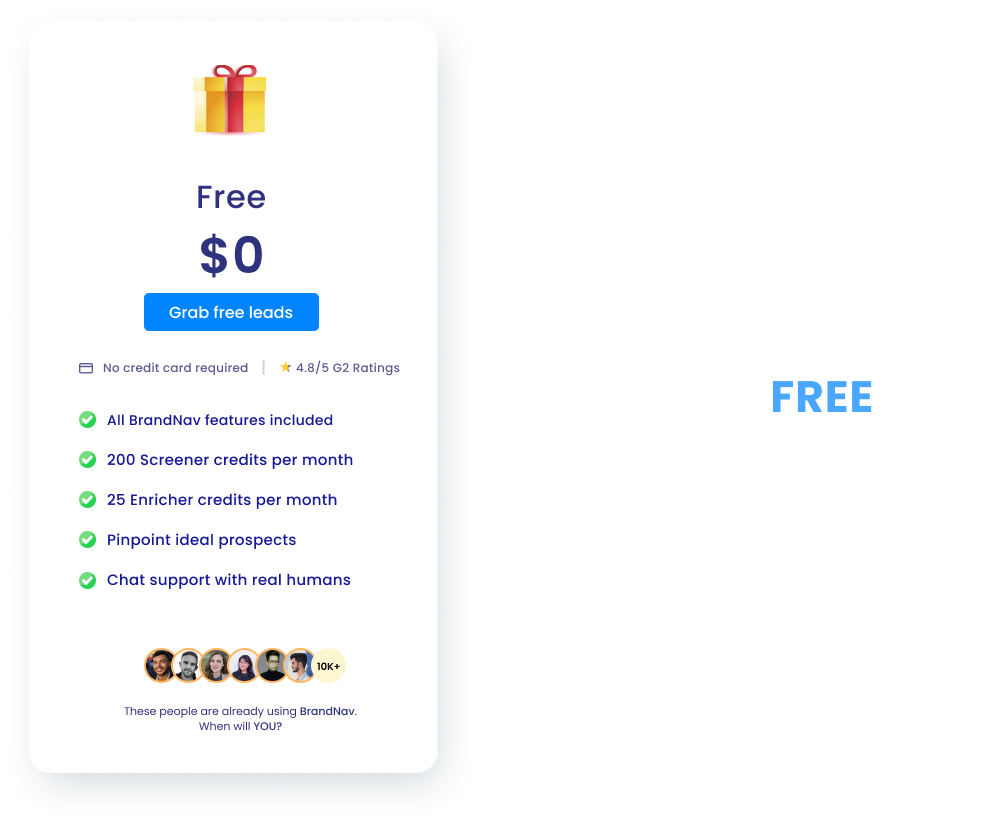 Free
$0
Grab free leads
No credit card required | 4.8/5 G2 Ratings
All BrandNav features included
200 Screener credits per month
25 Enricher credits per month
Pinpoint ideal prospects
Chat support with real humans
10K+
These people are already using BrandNav.
When will YOU?
FREE